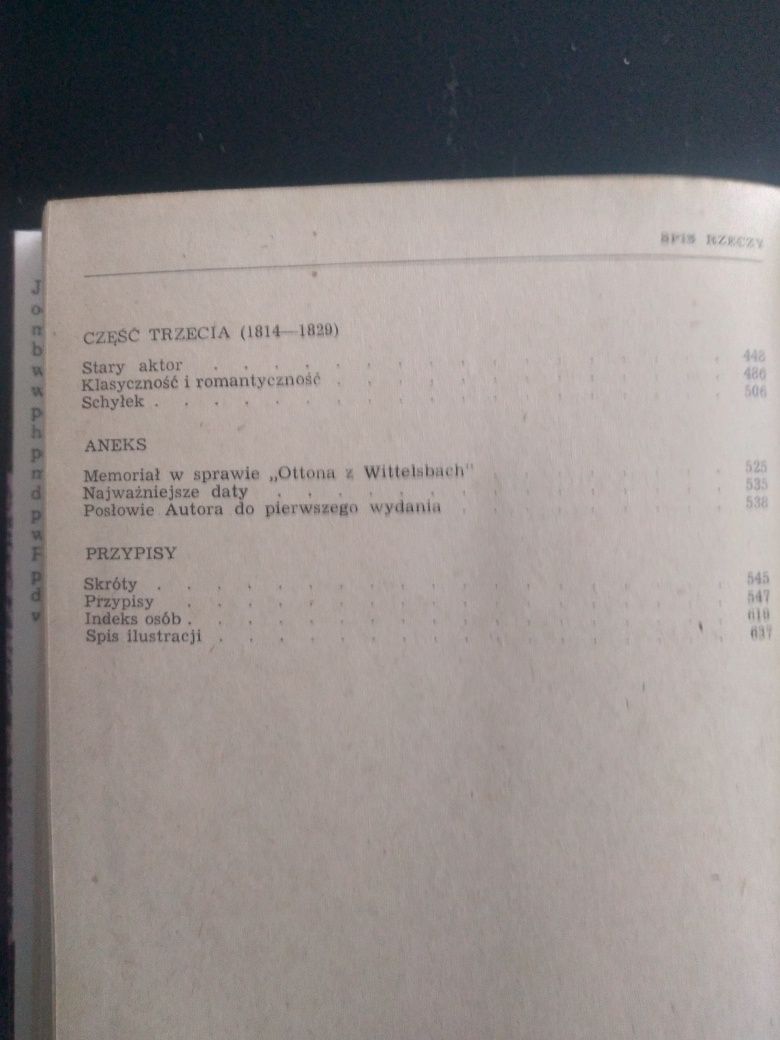 SPIS RZECZY
CZĘŚĆ TRZECIA (1814—1829)
Stary aktor . . . . . . . . . . . . . . . . . 448
Klasyczność i romantyczność . . . . . . . . . . . . . 486
Schyłek . . . . . . . . . . . . . . . . . . . 506
ANEKS
Memoriał w sprawie „Ottona z Wittelsbach" . . . . . . . . 525
Najważniejsze daty . . . . . . . . . . . . . . . 535
Posłowie Autora do pierwszego wydania . . . . . . . . . 538
PRZYPISY
Skróty . . . . . . . . . . . . . . . . . . . 545
Przypisy . . . . . . . . . . . . . . . . . . 547
Indeks osób . . . . . . . . . . . . . . . . . . 619
Spis ilustracji . . . . . . . . . . . . . . . . . 637